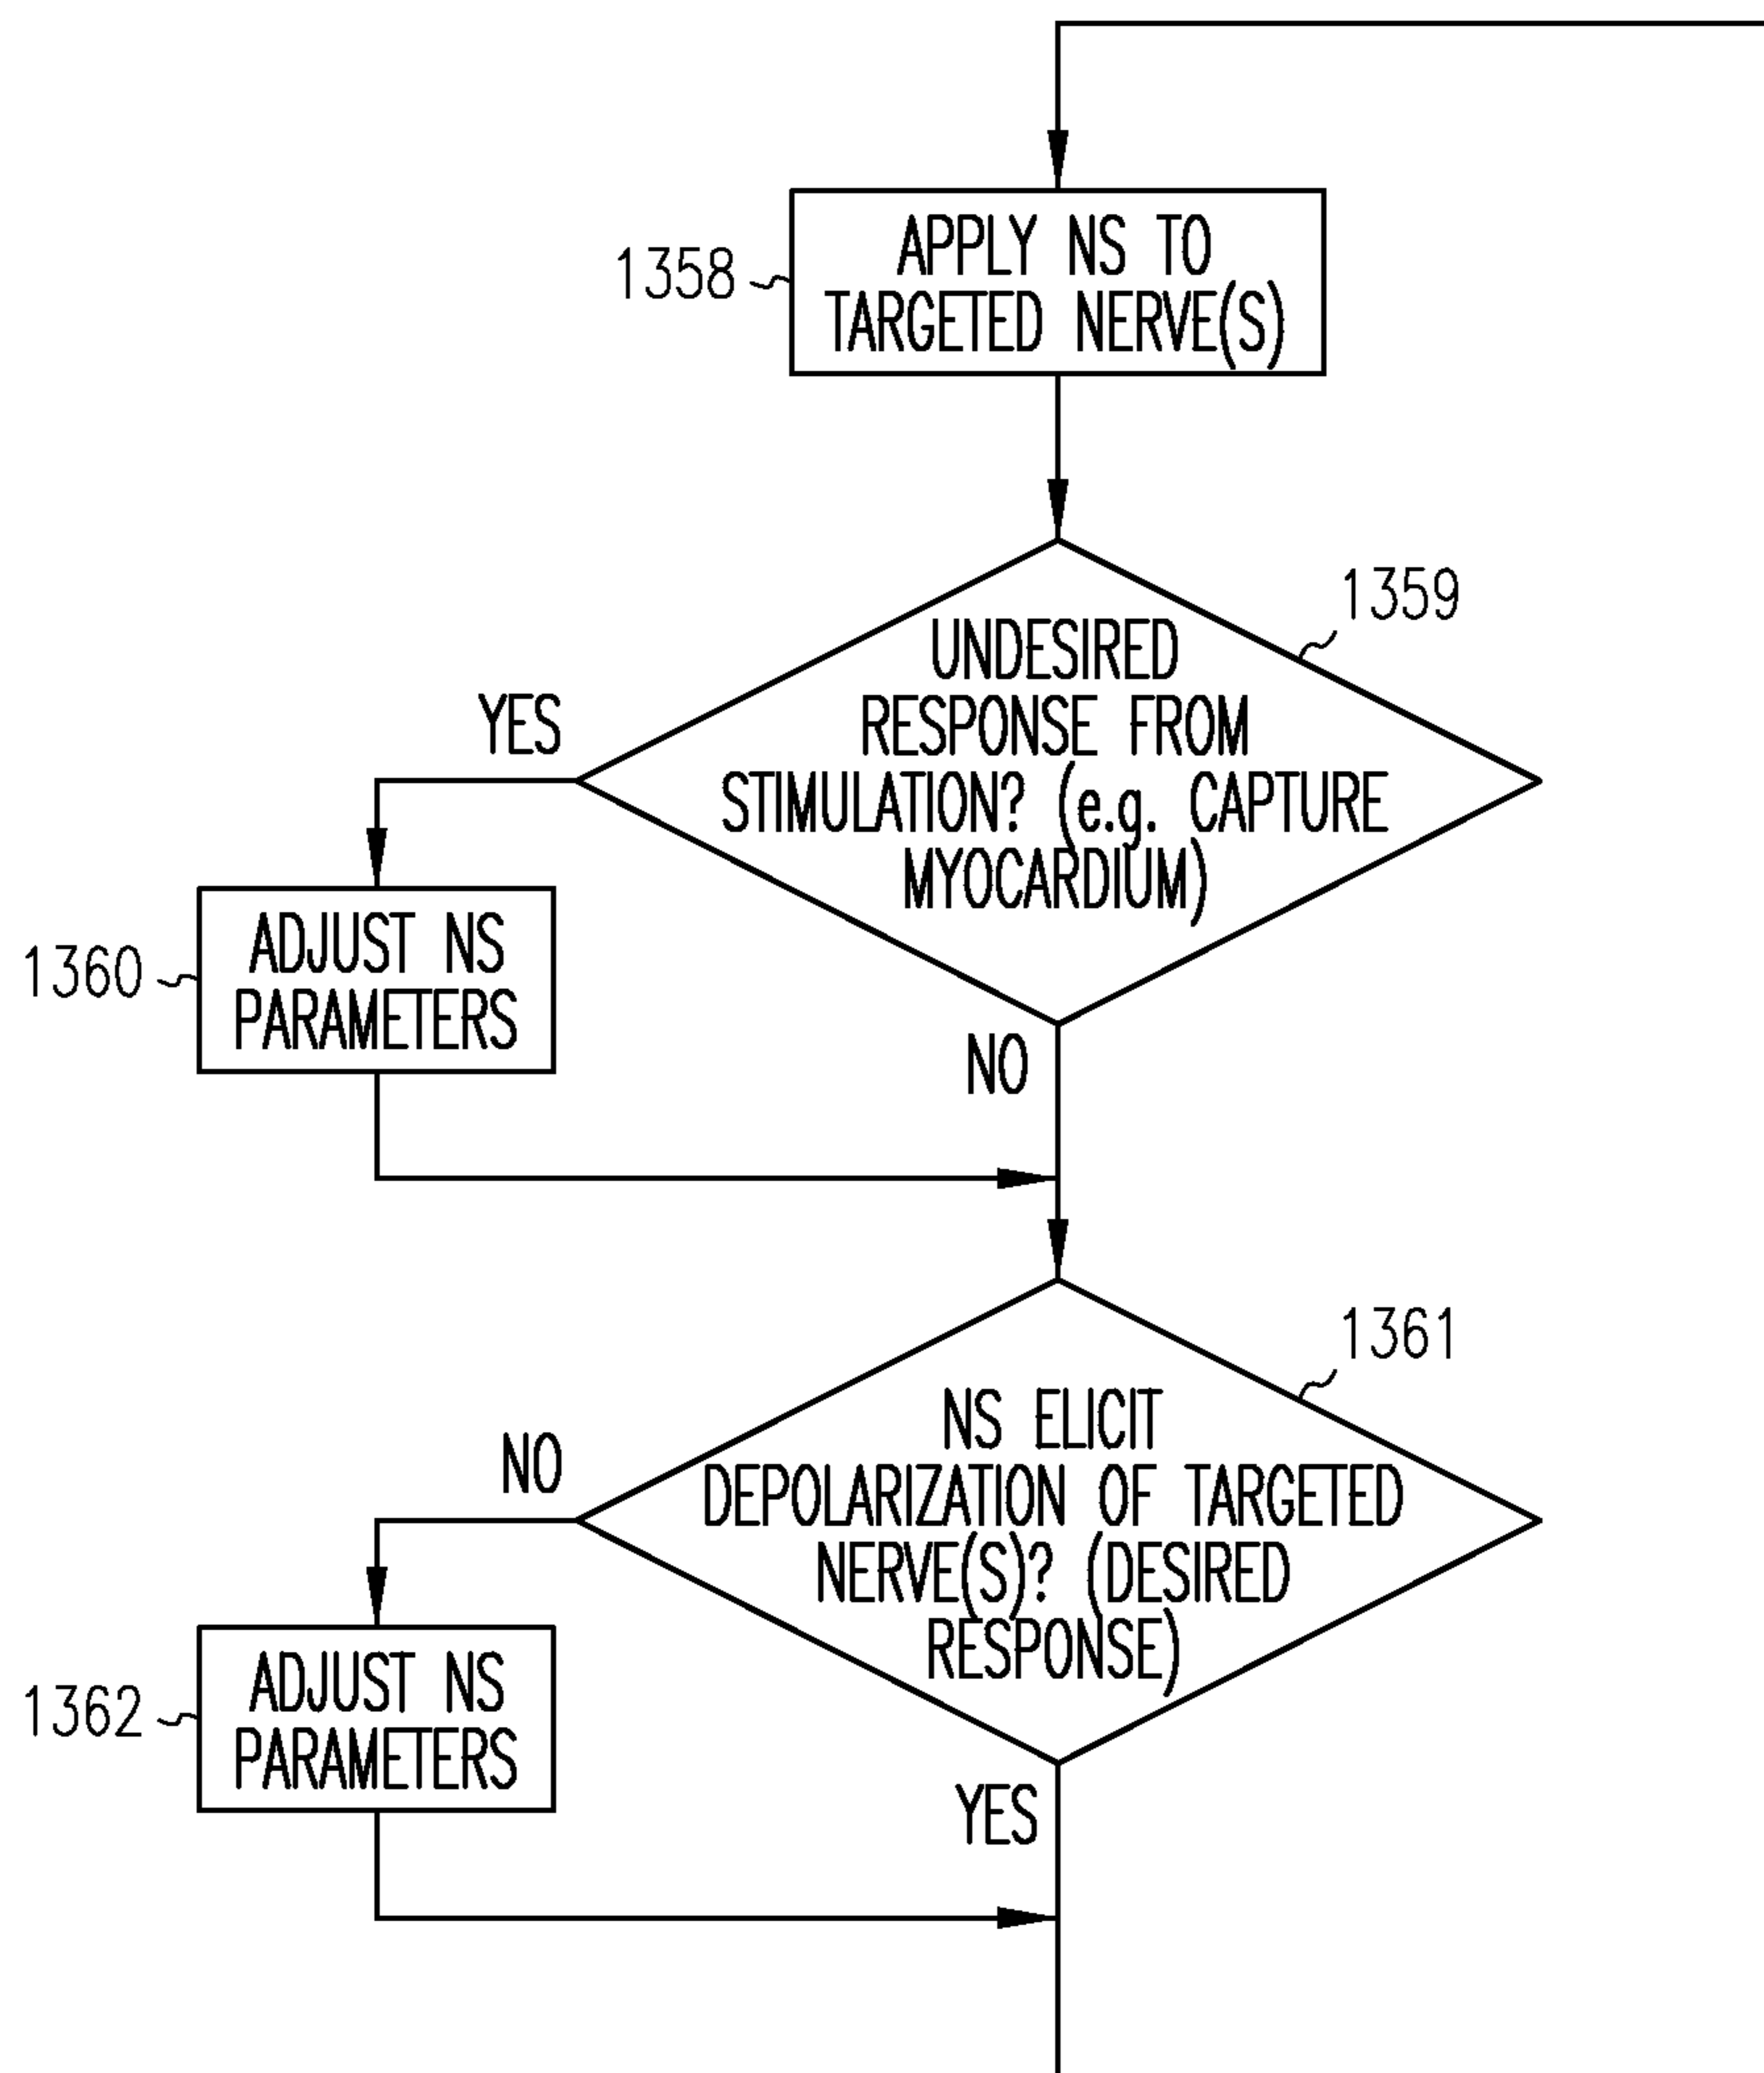 APPLY NS TO
TARGETED NERVE(S)
1358
1359
UNDESIRED
RESPONSE FROM
STIMULATION? (e.g. CAPTURE
MYOCARDIUM)
YES
ADJUST NS
PARAMETERS
1360
NO
1361
NS ELICIT
DEPOLARIZATION OF TARGETED
NERVE(S)? (DESIRED
RESPONSE)
NO
ADJUST NS
PARAMETERS
1362
YES